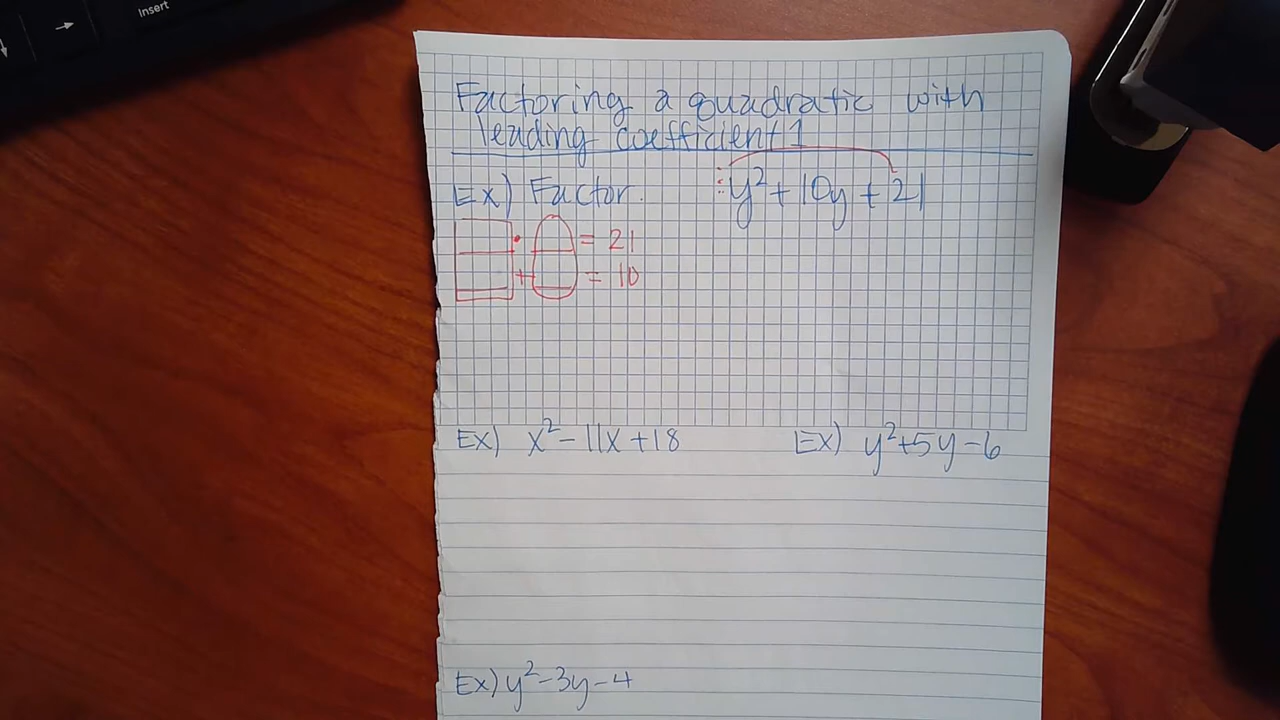 Insert
Factoring a quadratic with
leading coefficient 1
Ex) Factor. y²+10y+21
· = 21
+ = 10
Ex) x²-11x+18 Ex) y²+5y-6
Ex) y²-3y-4